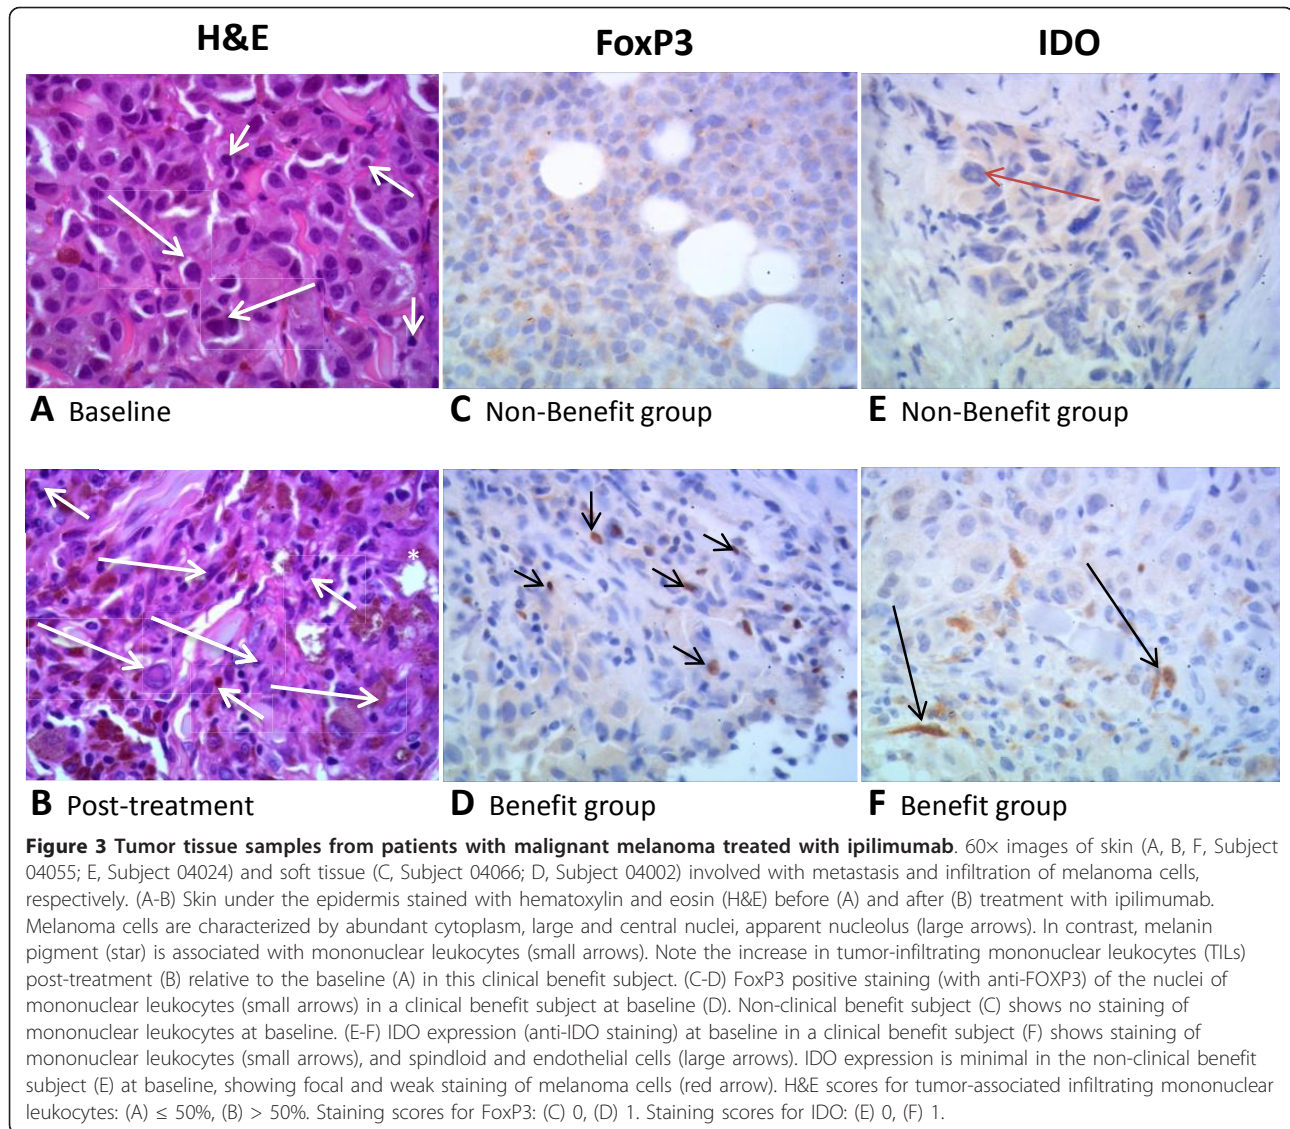 H&E
FoxP3
IDO
A Baseline
C Non-Benefit group
E Non-Benefit group
*
B Post-treatment
D Benefit group
F Benefit group
Figure 3 Tumor tissue samples from patients with malignant melanoma treated with ipilimumab. 60× images of skin (A, B, F, Subject
04055; E, Subject 04024) and soft tissue (C, Subject 04066; D, Subject 04002) involved with metastasis and infiltration of melanoma cells,
respectively. (A-B) Skin under the epidermis stained with hematoxylin and eosin (H&E) before (A) and after (B) treatment with ipilimumab.
Melanoma cells are characterized by abundant cytoplasm, large and central nuclei, apparent nucleolus (large arrows). In contrast, melanin
pigment (star) is associated with mononuclear leukocytes (small arrows). Note the increase in tumor-infiltrating mononuclear leukocytes (TILs)
post-treatment (B) relative to the baseline (A) in this clinical benefit subject. (C-D) FoxP3 positive staining (with anti-FOXP3) of the nuclei of
mononuclear leukocytes (small arrows) in a clinical benefit subject at baseline (D). Non-clinical benefit subject (C) shows no staining of
mononuclear leukocytes at baseline. (E-F) IDO expression (anti-IDO staining) at baseline in a clinical benefit subject (F) shows staining of
mononuclear leukocytes (small arrows), and spindloid and endothelial cells (large arrows). IDO expression is minimal in the non-clinical benefit
subject (E) at baseline, showing focal and weak staining of melanoma cells (red arrow). H&E scores for tumor-associated infiltrating mononuclear
leukocytes: (A) ≤ 50%, (B) > 50%. Staining scores for FoxP3: (C) 0, (D) 1. Staining scores for IDO: (E) 0, (F) 1.